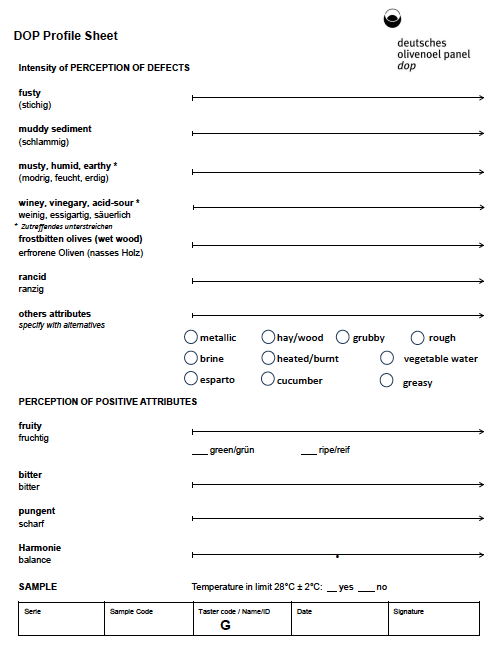 DOP Profile Sheet
deutsches
olivenoel panel
dop
Intensity of PERCEPTION OF DEFECTS
fusty
(stichig)
muddy sediment
(schlammig)
musty, humid, earthy *
(modrig, feucht, erdig)
winey, vinegary, acid-sour *
weinig, essigartig, säuerlich
* Zutreffendes unterstreichen
frostbitten olives (wet wood)
erfrorene Oliven (nasses Holz)
rancid
ranzig
others attributes
specify with alternatives
metallic hay/wood grubby rough
brine heated/burnt vegetable water
esparto cucumber greasy
PERCEPTION OF POSITIVE ATTRIBUTES
fruity
fruchtig
___ green/grün ___ ripe/reif
bitter
bitter
pungent
scharf
Harmonie
balance
SAMPLE Temperature in limit 28°C ± 2°C: __ yes ___ no
Serie Sample Code Taster code / Name/ID Date Signature
G